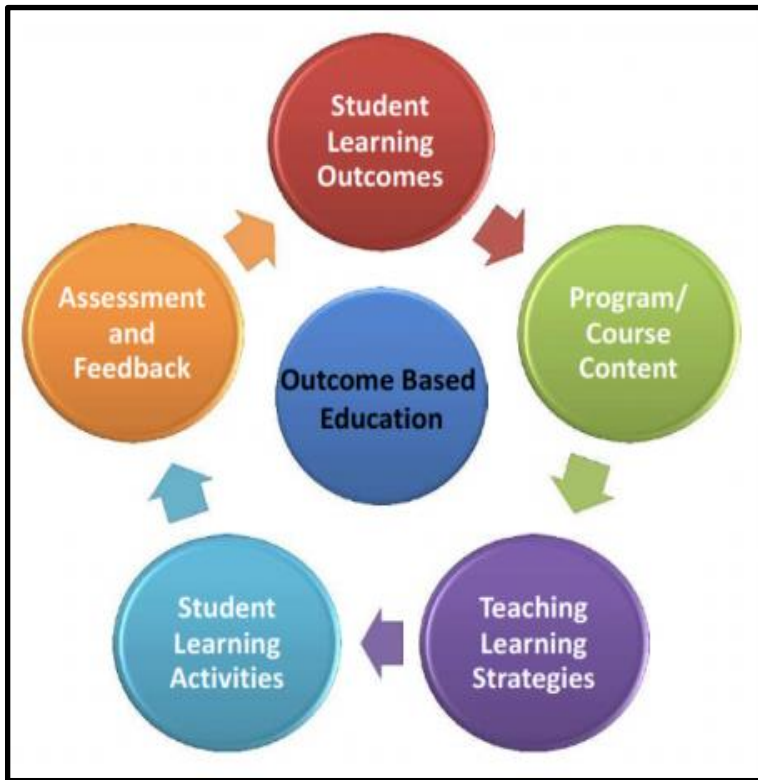 Student
Learning
Outcomes
Program/
Course
Content
Teaching
Learning
Strategies
Student
Learning
Activities
Assessment
and
Feedback
Outcome Based
Education